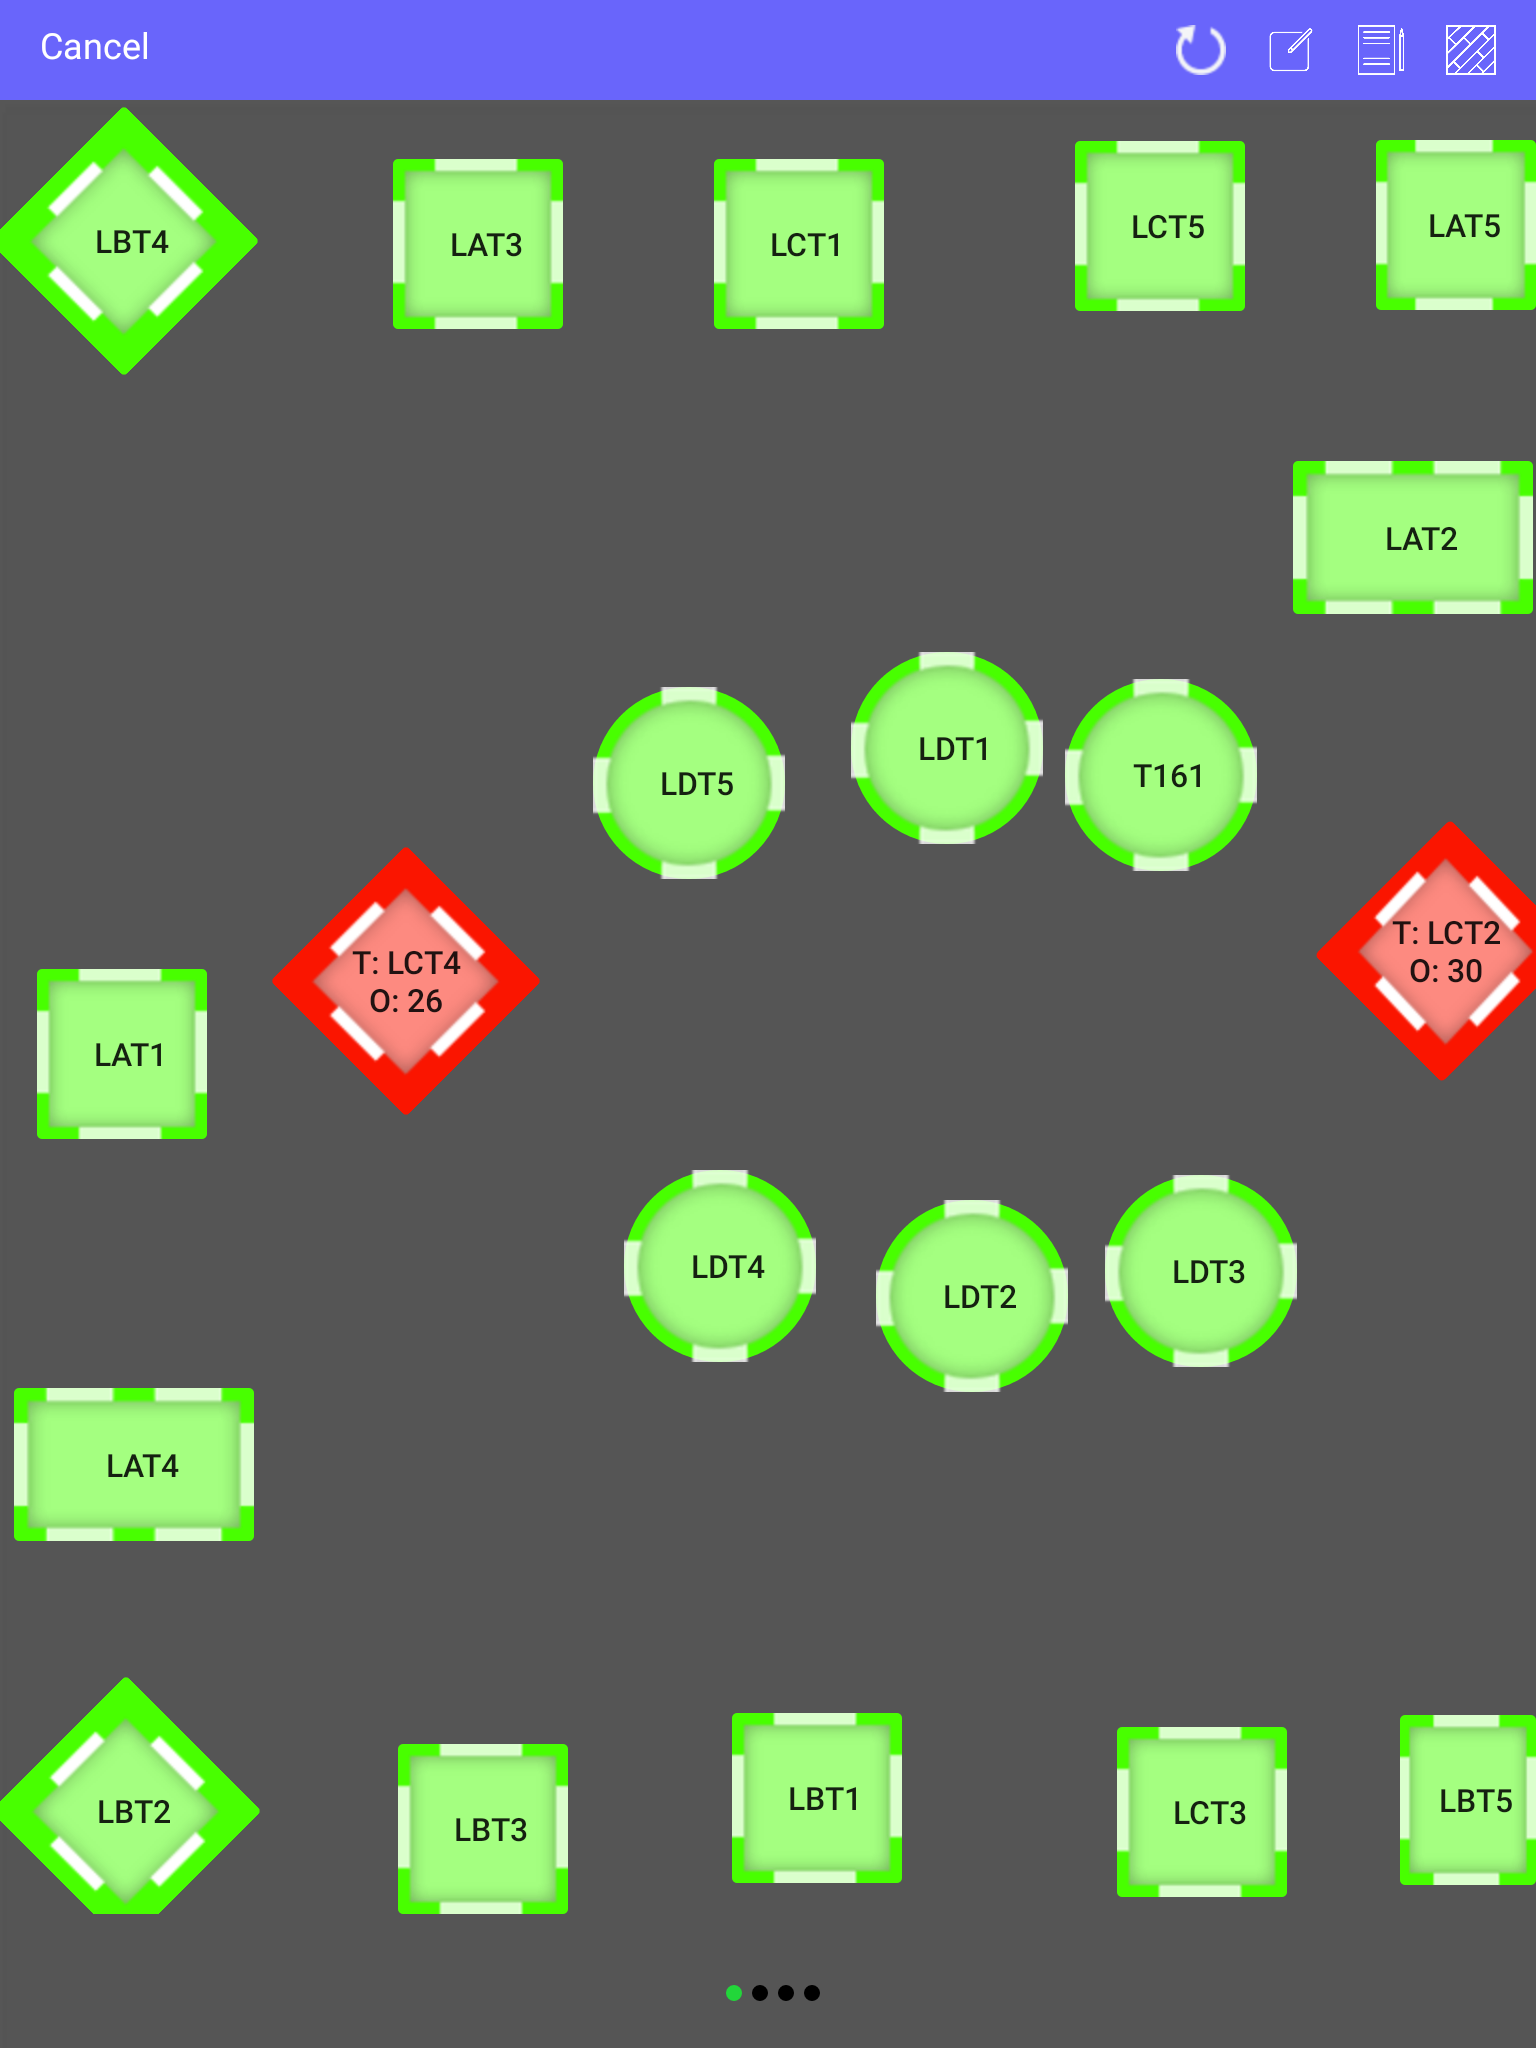 Cancel
LBT4
LAT3
LCT1
LCT5
LAT5
LAT2
LDT5
LDT1
T161
T: LCT4
O: 26
T: LCT2
O: 30
LAT1
LDT4
LDT2
LDT3
LAT4
LBT2
LBT3
LBT1
LCT3
LBT5